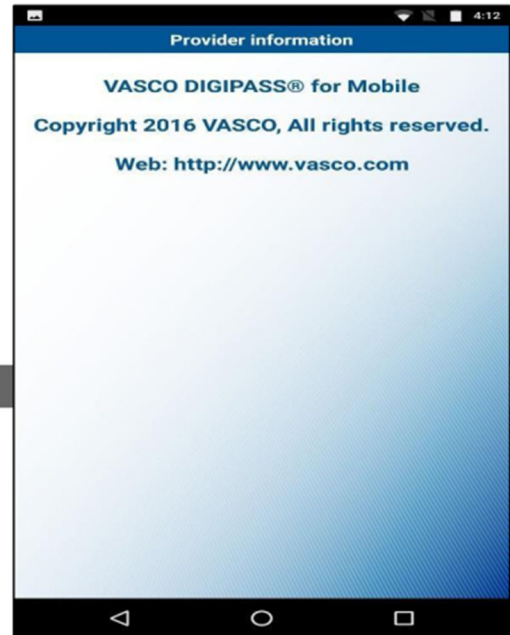 4:12
Provider information
VASCO DIGIPASS® for Mobile
Copyright 2016 VASCO, All rights reserved.
Web: http://www.vasco.com